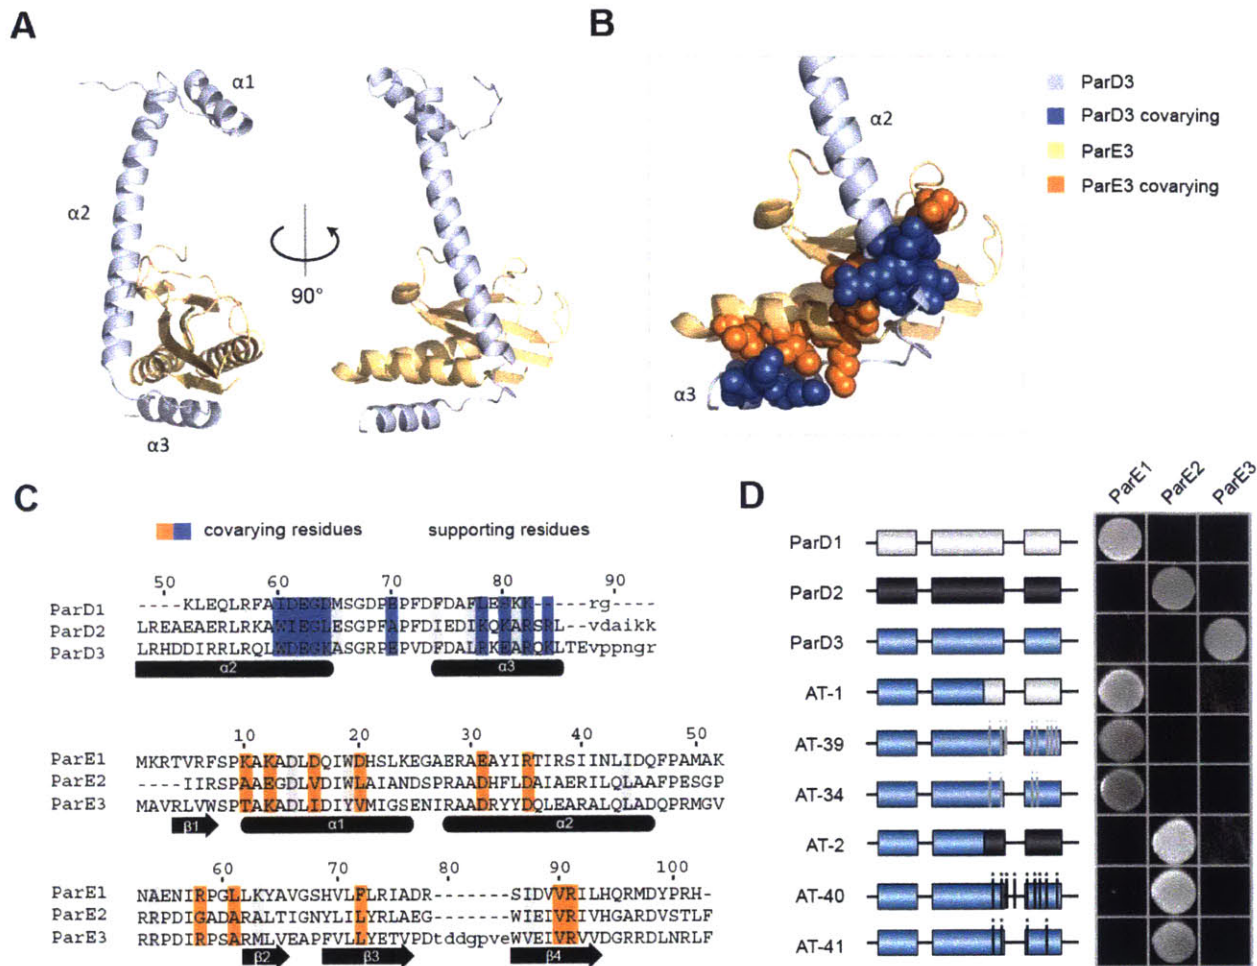 A
α1
α2
90°
α3
B
α2
α3
ParD3
ParD3 covarying
ParE3
ParE3 covarying
C
covarying residues
supporting residues
50 60 70 80 90
ParD1 ----KLEQLRFAIDEGDMSGDPEPFDFDAFLESKK-----rg-
ParD2 LREAEAERLRKAWIEGLESGPFAPFDIEDIKQKARSRL--vdaikk
ParD3 LRHDDIRRLRQLWDEGKASGRPEPVDFDALRKEARQKLTEvppngr
α2
α3
10 20 30 40 50
ParE1 MKRTVRFSPKAKADLDQIWDHSLKEGAERAEAYIRTIRSIINLIDQFPAMAK
ParE2 ---IIRSPAAEGDLVDIWLAIANDSPRAADHFLDAIAERILQLAAFPESGP
ParE3 MAVRLVWSPTAKADLIDIYVMIGSENIRAADRYYDQLEARALQLADQPRMGV
β1
α1
α2
60 70 80 90 100
ParE1 NAENIRPGLLKYAVGSHVLFLRIADR-------SIDVVRILHQRMDYPRH-
ParE2 RRPDIGADARALTIGNYLILYRLAEG-------WIEIVRIVHGARDVSTLF
ParE3 RRPDIRPSARMLVEAPFVLLYETVPDtddgpveWVEIVRVVDGRRDLNRLF
β2
β3
β4
D
ParE1
ParE2
ParE3
ParD1
ParD2
ParD3
AT-1
AT-39
AT-34
AT-2
AT-40
AT-41